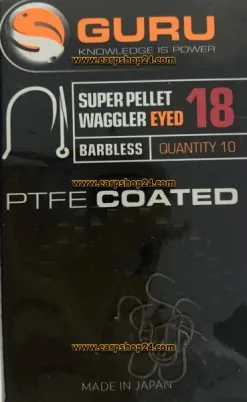 GURU
KNOWLEDGE IS POWER
www.carpshop24.com
SUPER PELLET
WAGGLER EYED 18
BARBLESS QUANTITY 10
PTFE COATED
www.carpshop24.com
www.carpshop24.com
MADE IN JAPAN
www.carpshop24.com